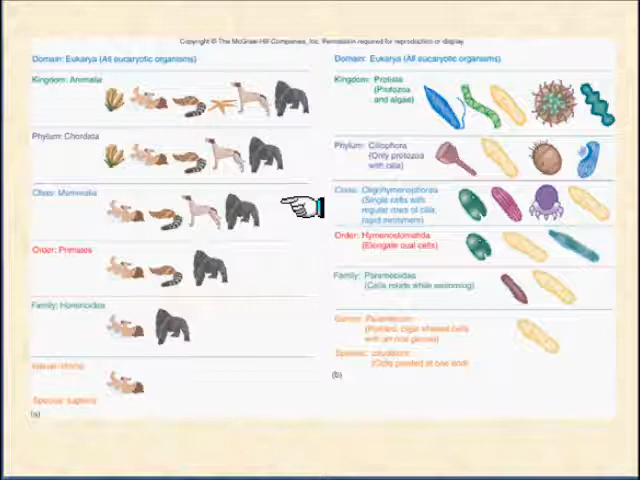 Copyright © The McGraw-Hill Companies, Inc. Permission required for reproduction or display.
Domain: Eukarya (All eucaryotic organisms)
Kingdom: Animalia
Phylum: Chordata
Class: Mammalia
Order: Primates
Family: Hominoidea
Genus: Homo
Species: sapiens
(a)
Domain: Eukarya (All eucaryotic organisms)
Kingdom: Protista
(Protozoa
and algae)
Phylum: Ciliophora
(Only protozoa
with cilia)
Class: Oligohymenophorea
(Single cells with
regular rows of cilia;
rapid swimmers)
Order: Hymenostomatida
(Elongate oval cells)
Family: Parameciidae
(Cells rotate while swimming)
Genus: Paramecium
(Pointed, cigar-shaped cells
with an oral groove)
Species: caudatum
(Cells pointed at one end)
(b)